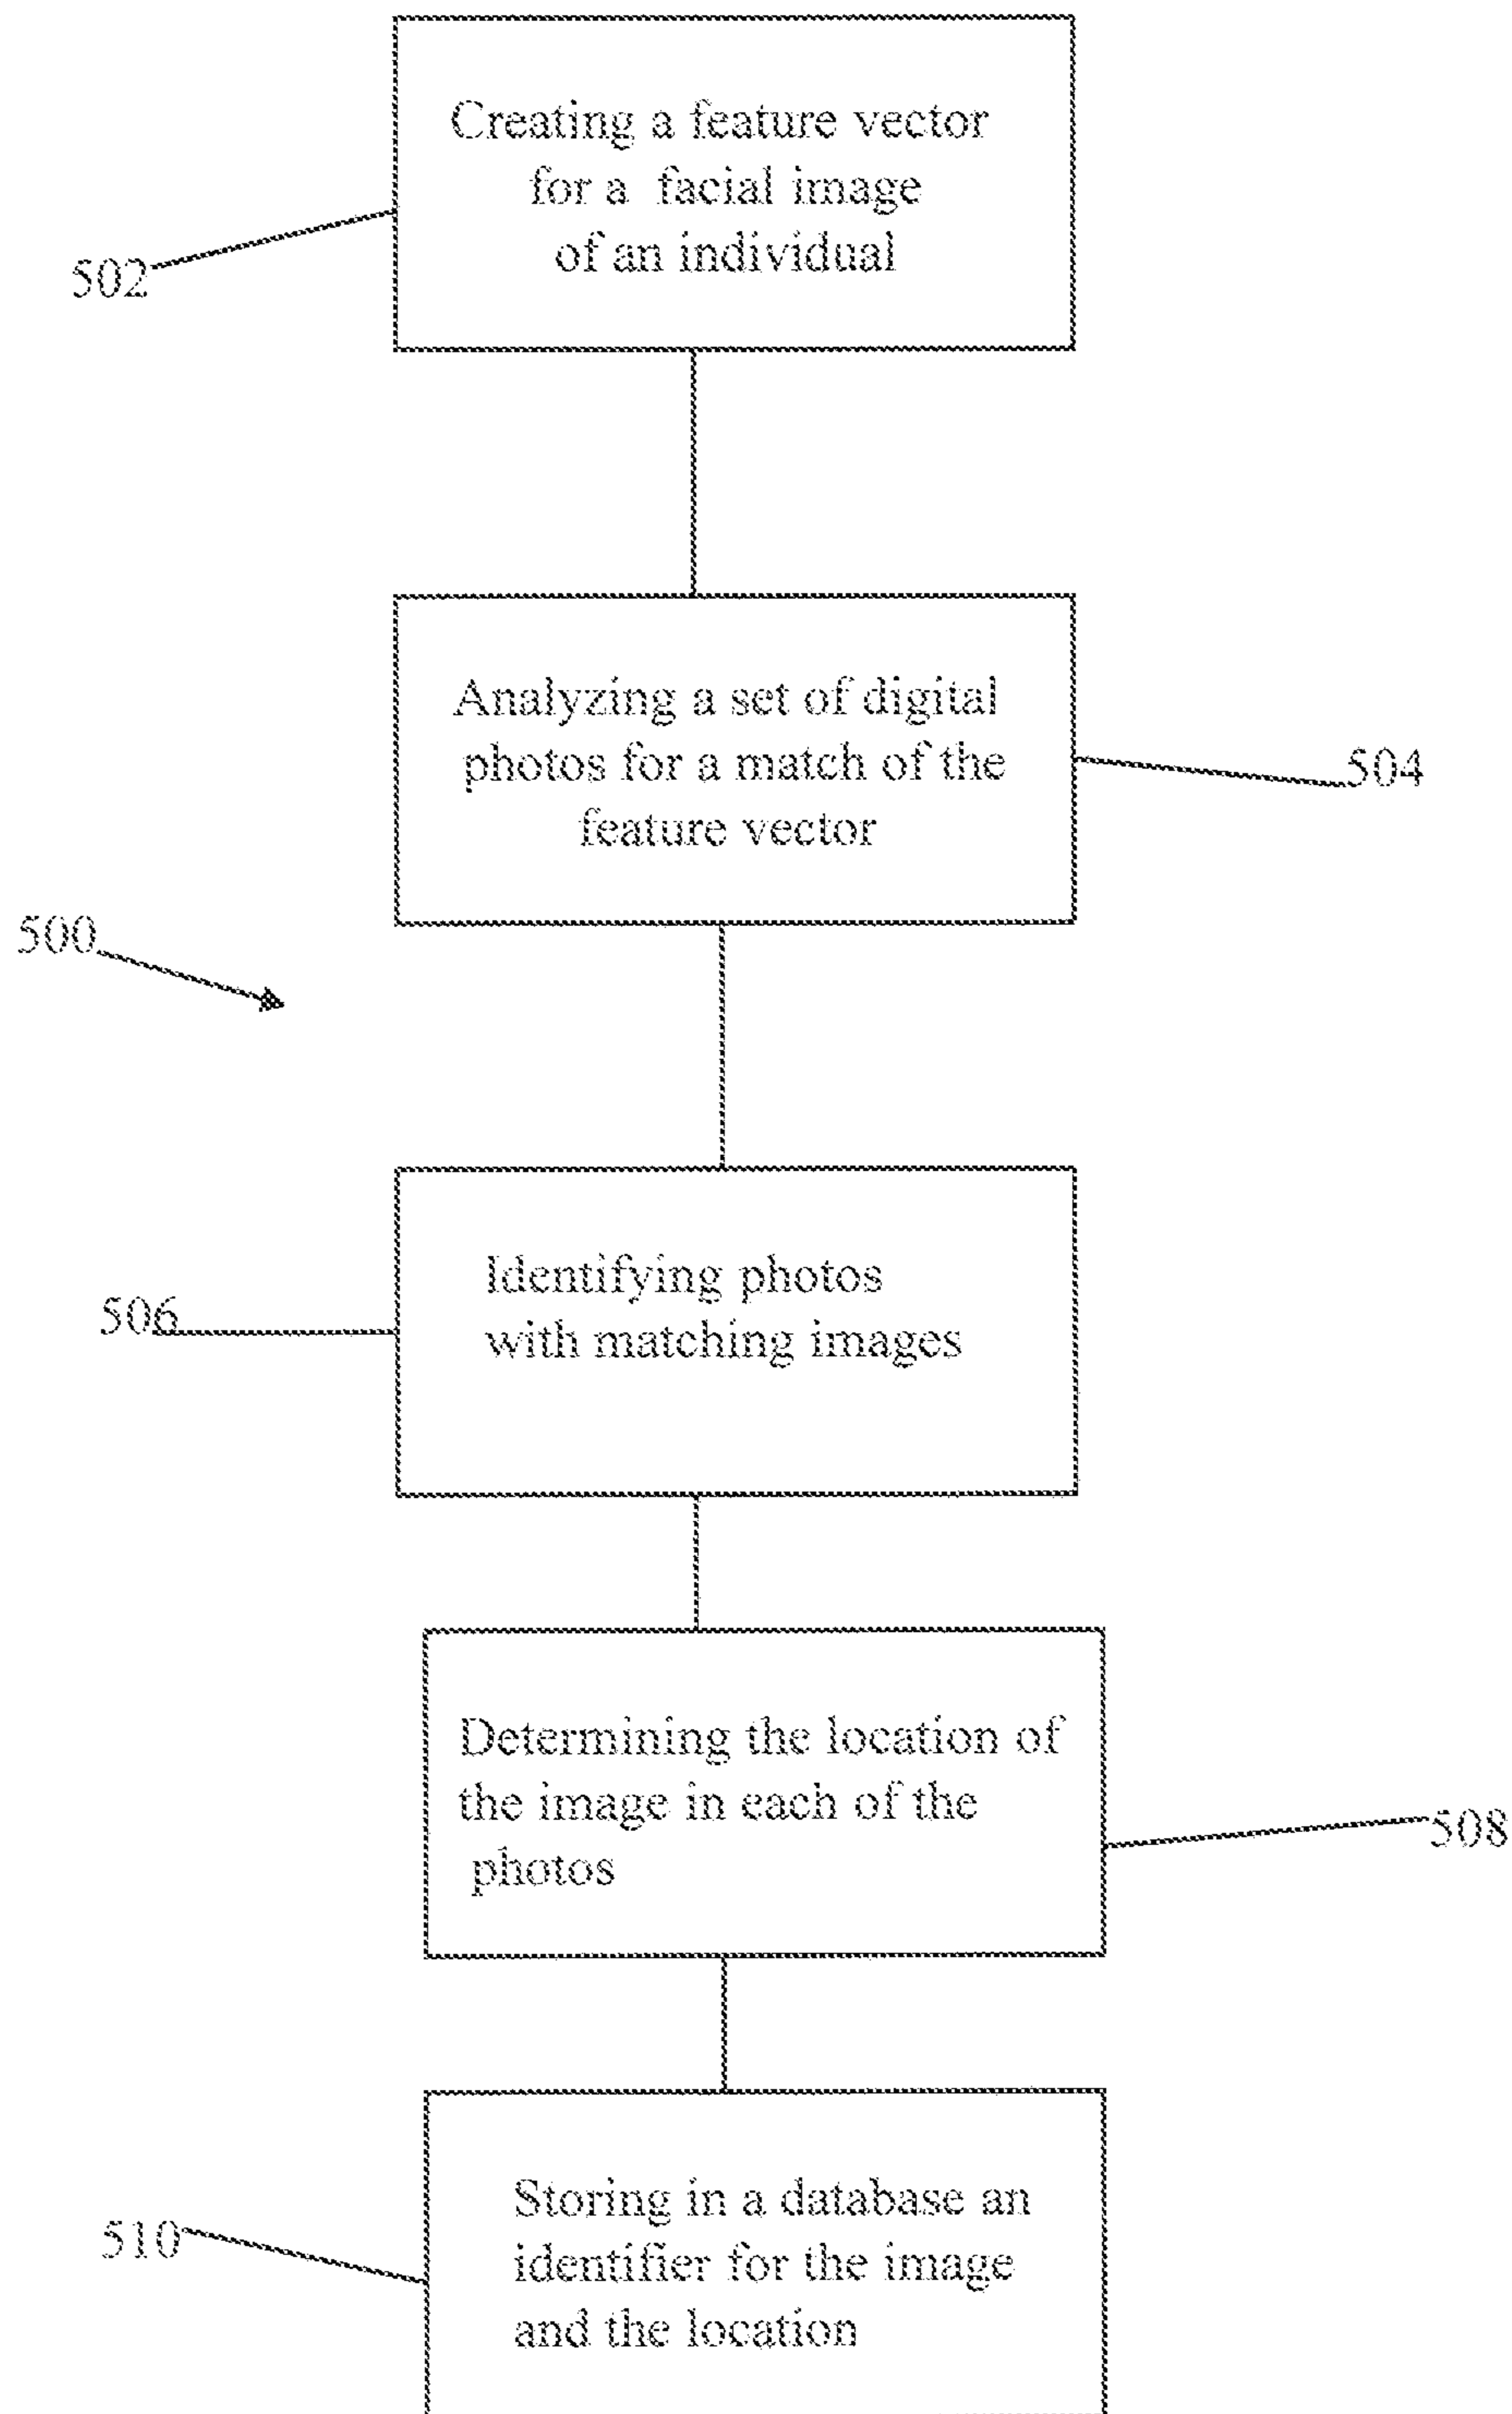 Creating a feature vector
for a facial image
of an individual
502
Analyzing a set of digital
photos for a match of the
feature vector
504
500
Identifying photos
with matching images
506
Determining the location of
the image in each of the
photos
508
Storing in a database an
identifier for the image
and the location
510